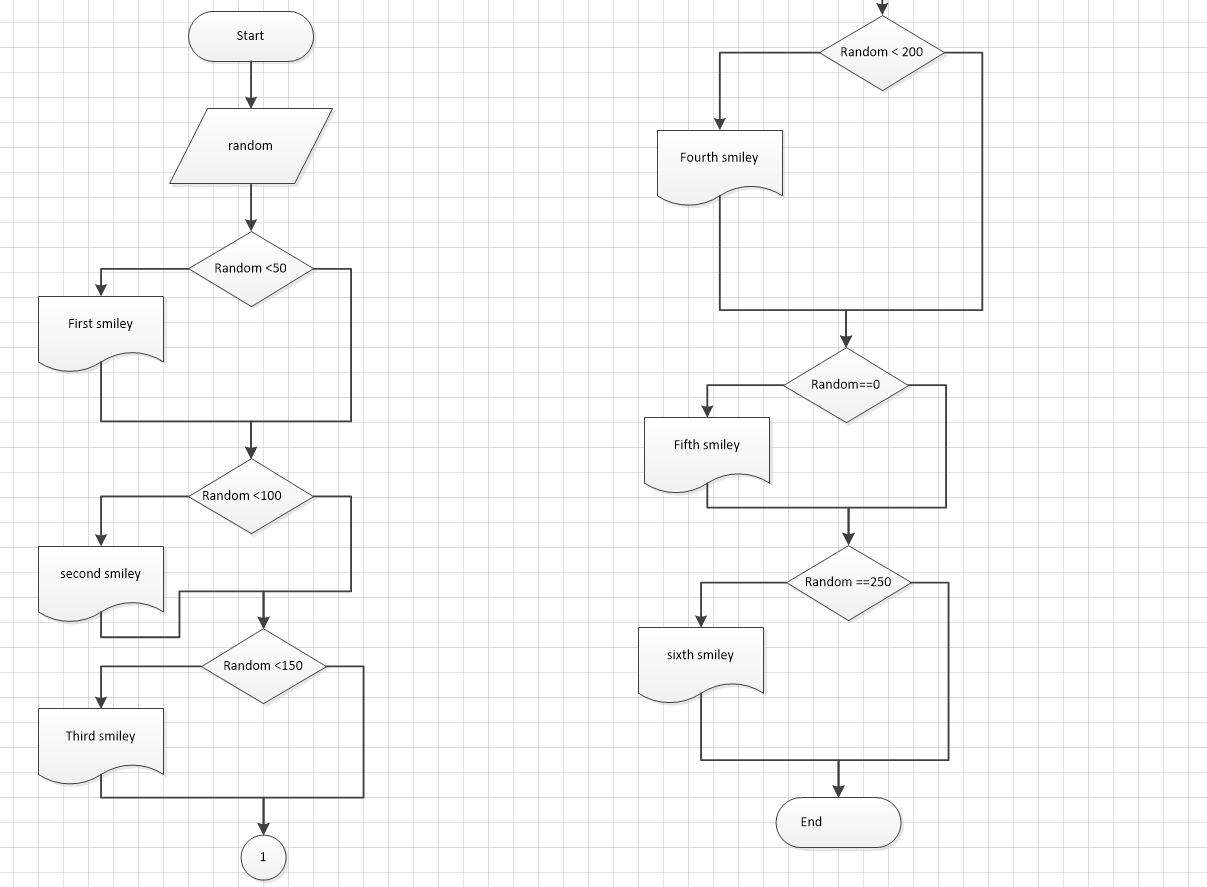 Start
random
Random <50
First smiley
Random <100
second smiley
Random <150
Third smiley
1
Random < 200
Fourth smiley
Random==0
Fifth smiley
Random ==250
sixth smiley
End